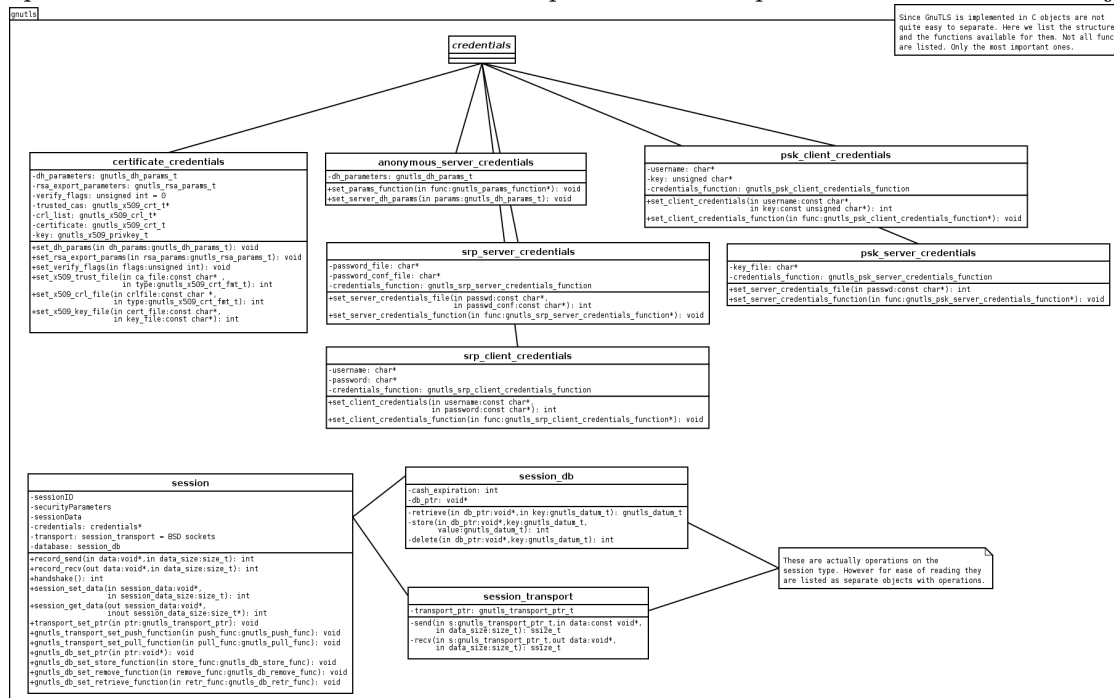 gnutls
Since GnuTLS is implemented in C objects are not
quite easy to separate. Here we list the structure
and the functions available for them. Not all func
are listed. Only the most important ones.
credentials
certificate_credentials
-dh_parameters: gnutls_dh_params_t
-rsa_export_parameters: gnutls_rsa_params_t
-verify_flags: unsigned int = 0
-trusted_cas: gnutls_x509_crt_t*
-crl_list: gnutls_x509_crl_t*
-certificate: gnutls_x509_crt_t
-key: gnutls_x509_privkey_t
+set_dh_params(in dh_params:gnutls_dh_params_t): void
+set_rsa_export_params(in rsa_params:gnutls_rsa_params_t): void
+set_verify_flags(in flags:unsigned int): void
+set_x509_trust_file(in ca_file:const char* ,
in type:gnutls_x509_crt_fmt_t): int
+set_x509_crl_file(in crlfile:const char *,
in type:gnutls_x509_crt_fmt_t): int
+set_x509_key_file(in cert_file:const char*,
in key_file:const char*): int
anonymous_server_credentials
-dh_parameters: gnutls_dh_params_t
+set_params_function(in func:gnutls_params_function*): void
+set_server_dh_params(in params:gnutls_dh_params_t): void
psk_client_credentials
-username: char*
-key: unsigned char*
-credentials_function: gnutls_psk_client_credentials_function
+set_client_credentials(in username:const char*,
in key:const unsigned char*): int
+set_client_credentials_function(in func:gnutls_psk_client_credentials_function*): void
srp_server_credentials
-password_file: char*
-password_conf_file: char*
-credentials_function: gnutls_srp_server_credentials_function
+set_server_credentials_file(in passwd:const char*,
in passwd_conf:const char*): int
+set_server_credentials_function(in func:gnutls_srp_server_credentials_function*): void
psk_server_credentials
-key_file: char*
-credentials_function: gnutls_psk_server_credentials_function
+set_server_credentials_file(in passwd:const char*): int
+set_server_credentials_function(in func:gnutls_psk_server_credentials_function*): void
srp_client_credentials
-username: char*
-password: char*
-credentials_function: gnutls_srp_client_credentials_function
+set_client_credentials(in username:const char*,
in password:const char*): int
+set_client_credentials_function(in func:gnutls_srp_client_credentials_function*): void
session
-sessionID
-securityParameters
-sessionData
-credentials: credentials*
-transport: session_transport = BSD sockets
-database: session_db
+record_send(in data:void*,in data_size:size_t): int
+record_recv(out data:void*,in data_size:size_t): int
+handshake(): int
+session_set_data(in session_data:void*,
in session_data_size:size_t): int
+session_get_data(out session_data:void*,
inout session_data_size:size_t*): int
+transport_set_ptr(in ptr:gnutls_transport_ptr): void
+gnutls_transport_set_push_function(in push_func:gnutls_push_func): void
+gnutls_transport_set_pull_function(in pull_func:gnutls_pull_func): void
+gnutls_db_set_ptr(in ptr:void*): void
+gnutls_db_set_store_function(in store_func:gnutls_db_store_func): void
+gnutls_db_set_remove_function(in remove_func:gnutls_db_remove_func): void
+gnutls_db_set_retrieve_function(in retr_func:gnutls_db_retr_func): void
session_db
-cash_expiration: int
-db_ptr: void*
-retrieve(in db_ptr:void*,in key:gnutls_datum_t): gnutls_datum_t
-store(in db_ptr:void*,key:gnutls_datum_t,
value:gnutls_datum_t): int
-delete(in db_ptr:void*,key:gnutls_datum_t): int
session_transport
-transport_ptr: gnutls_transport_ptr_t
-send(in s:gnutls_transport_ptr_t,in data:const void*,
in data_size:size_t): ssize_t
-recv(in s:gnuls_transport_ptr_t,out data:void*,
in data_size:size_t): ssize_t
These are actually operations on the
session type. However for ease of reading they
are listed as separate objects with operations.